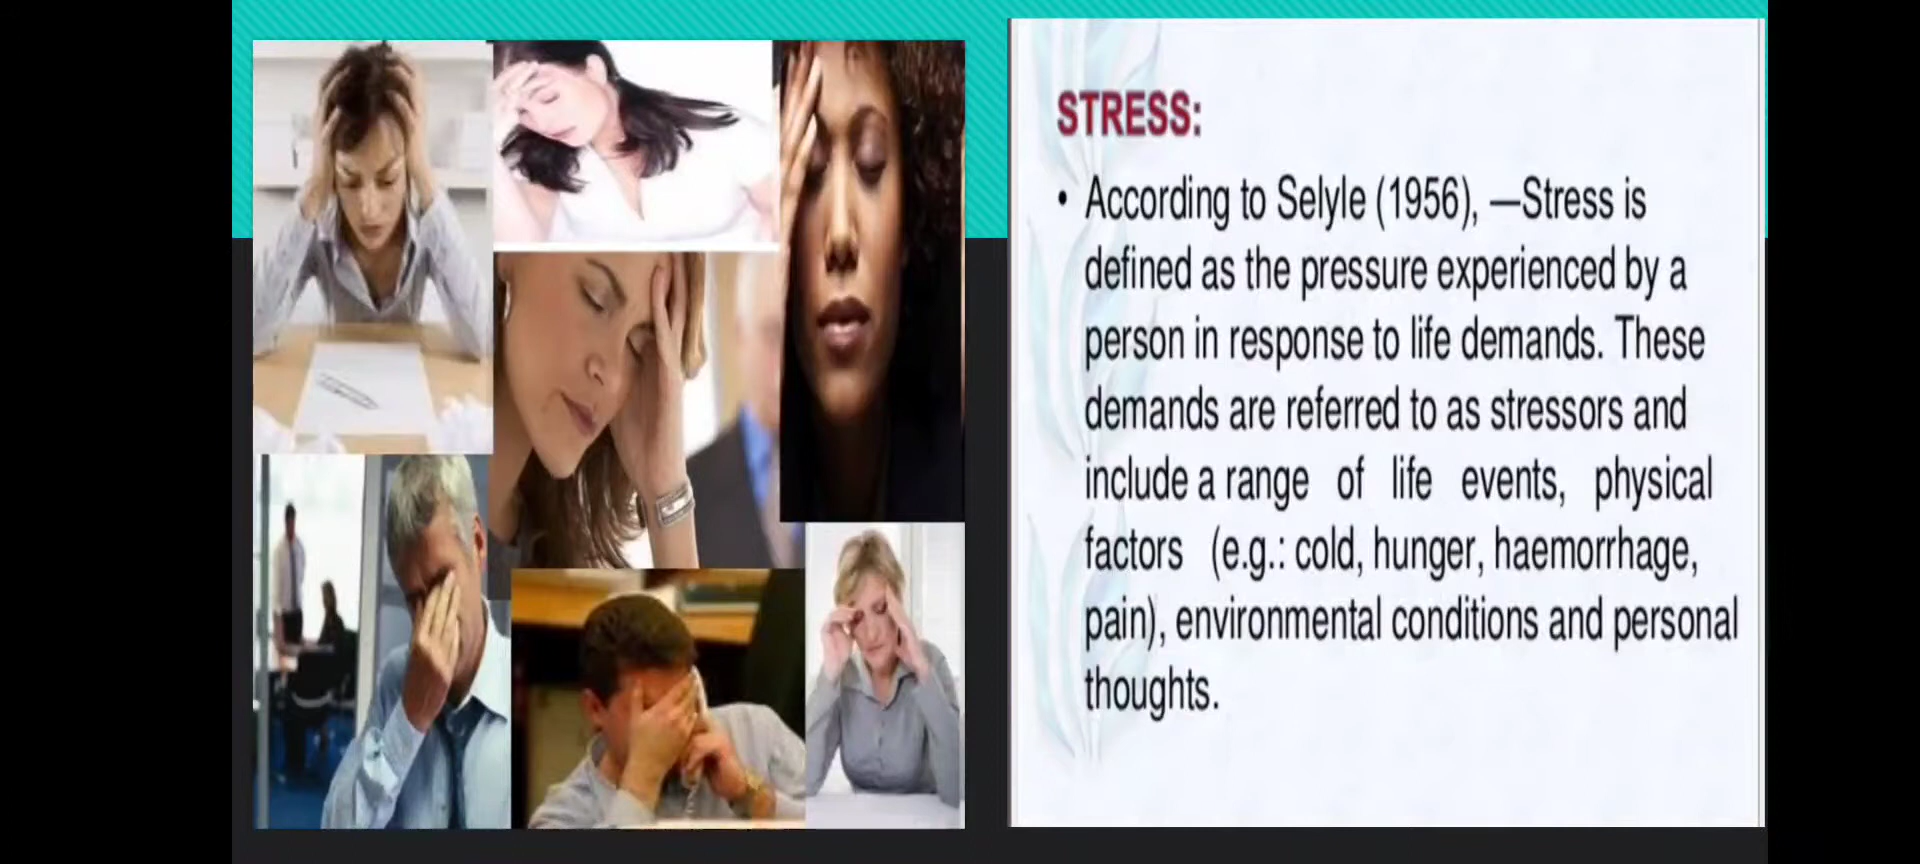 STRESS:
• According to Selyle (1956), —Stress is
defined as the pressure experienced by a
person in response to life demands. These
demands are referred to as stressors and
include a range of life events, physical
factors (e.g.: cold, hunger, haemorrhage,
pain), environmental conditions and personal
thoughts.